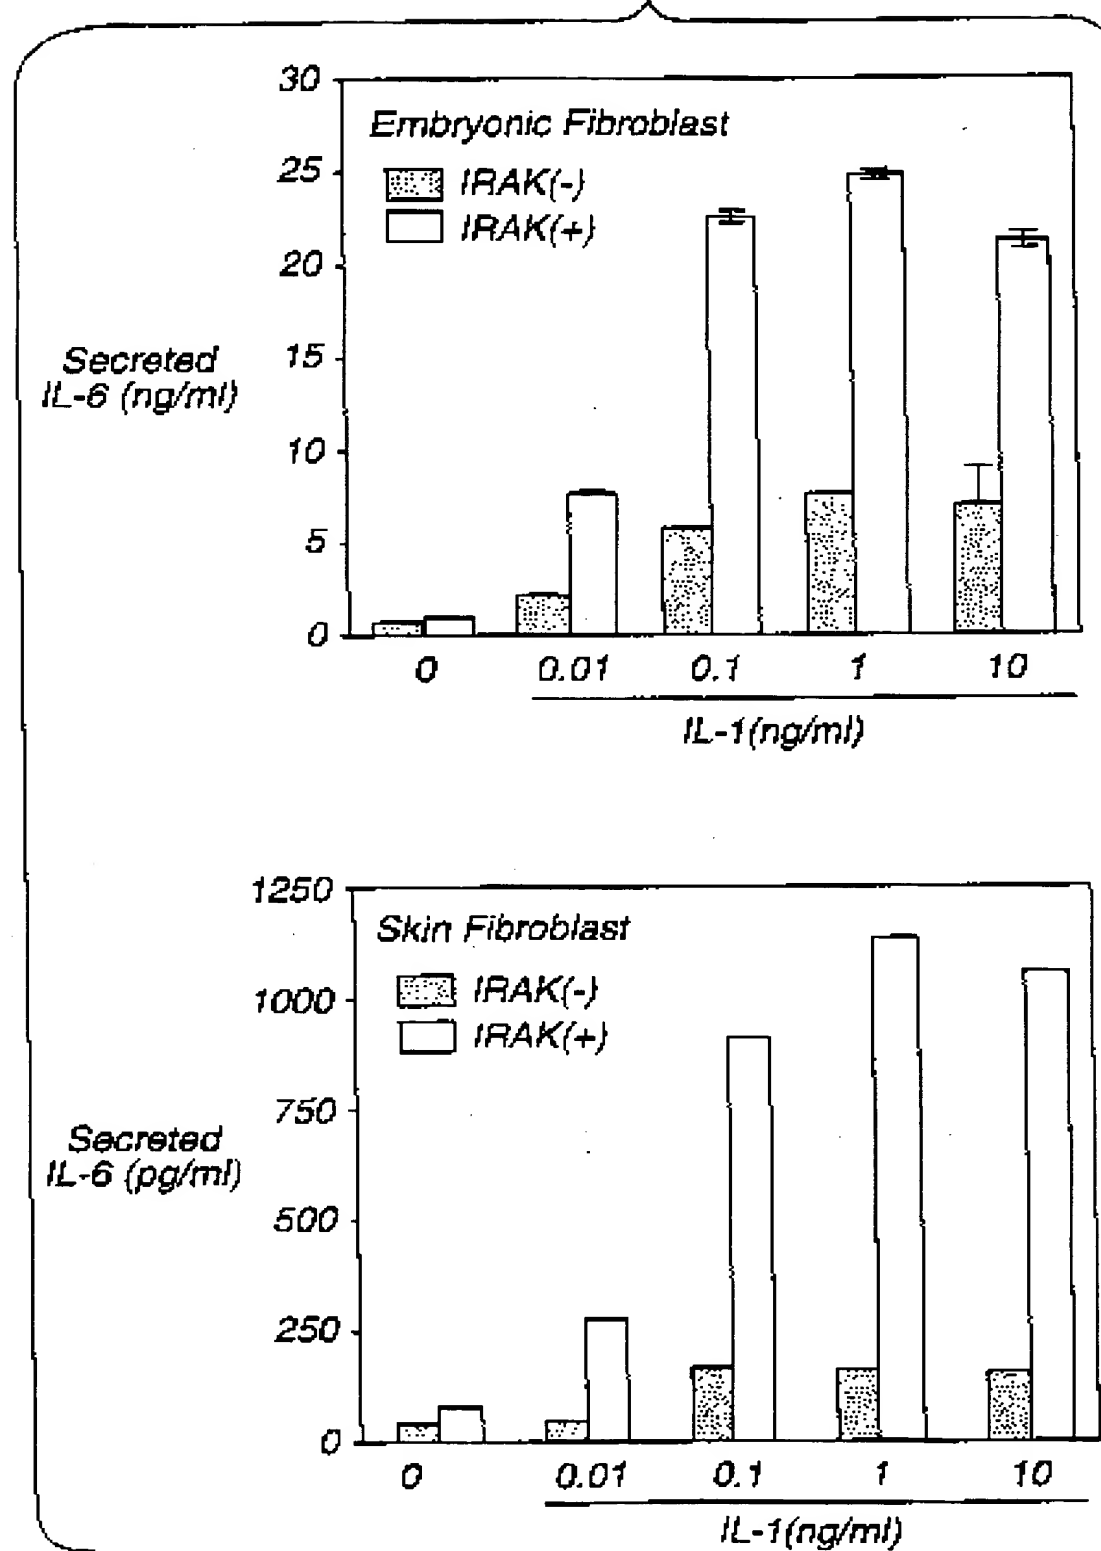 30
Embryonic Fibroblast
25
IRAK(-)
IRAK(+)
20
Secreted
IL-6 (ng/ml)
15
10
5
0
0 0.01 0.1 1 10
IL-1(ng/ml)
1250
Skin Fibroblast
IRAK(-)
1000
IRAK(+)
750
Secreted
IL-6 (pg/ml)
500
250
0
0 0.01 0.1 1 10
IL-1(ng/ml)